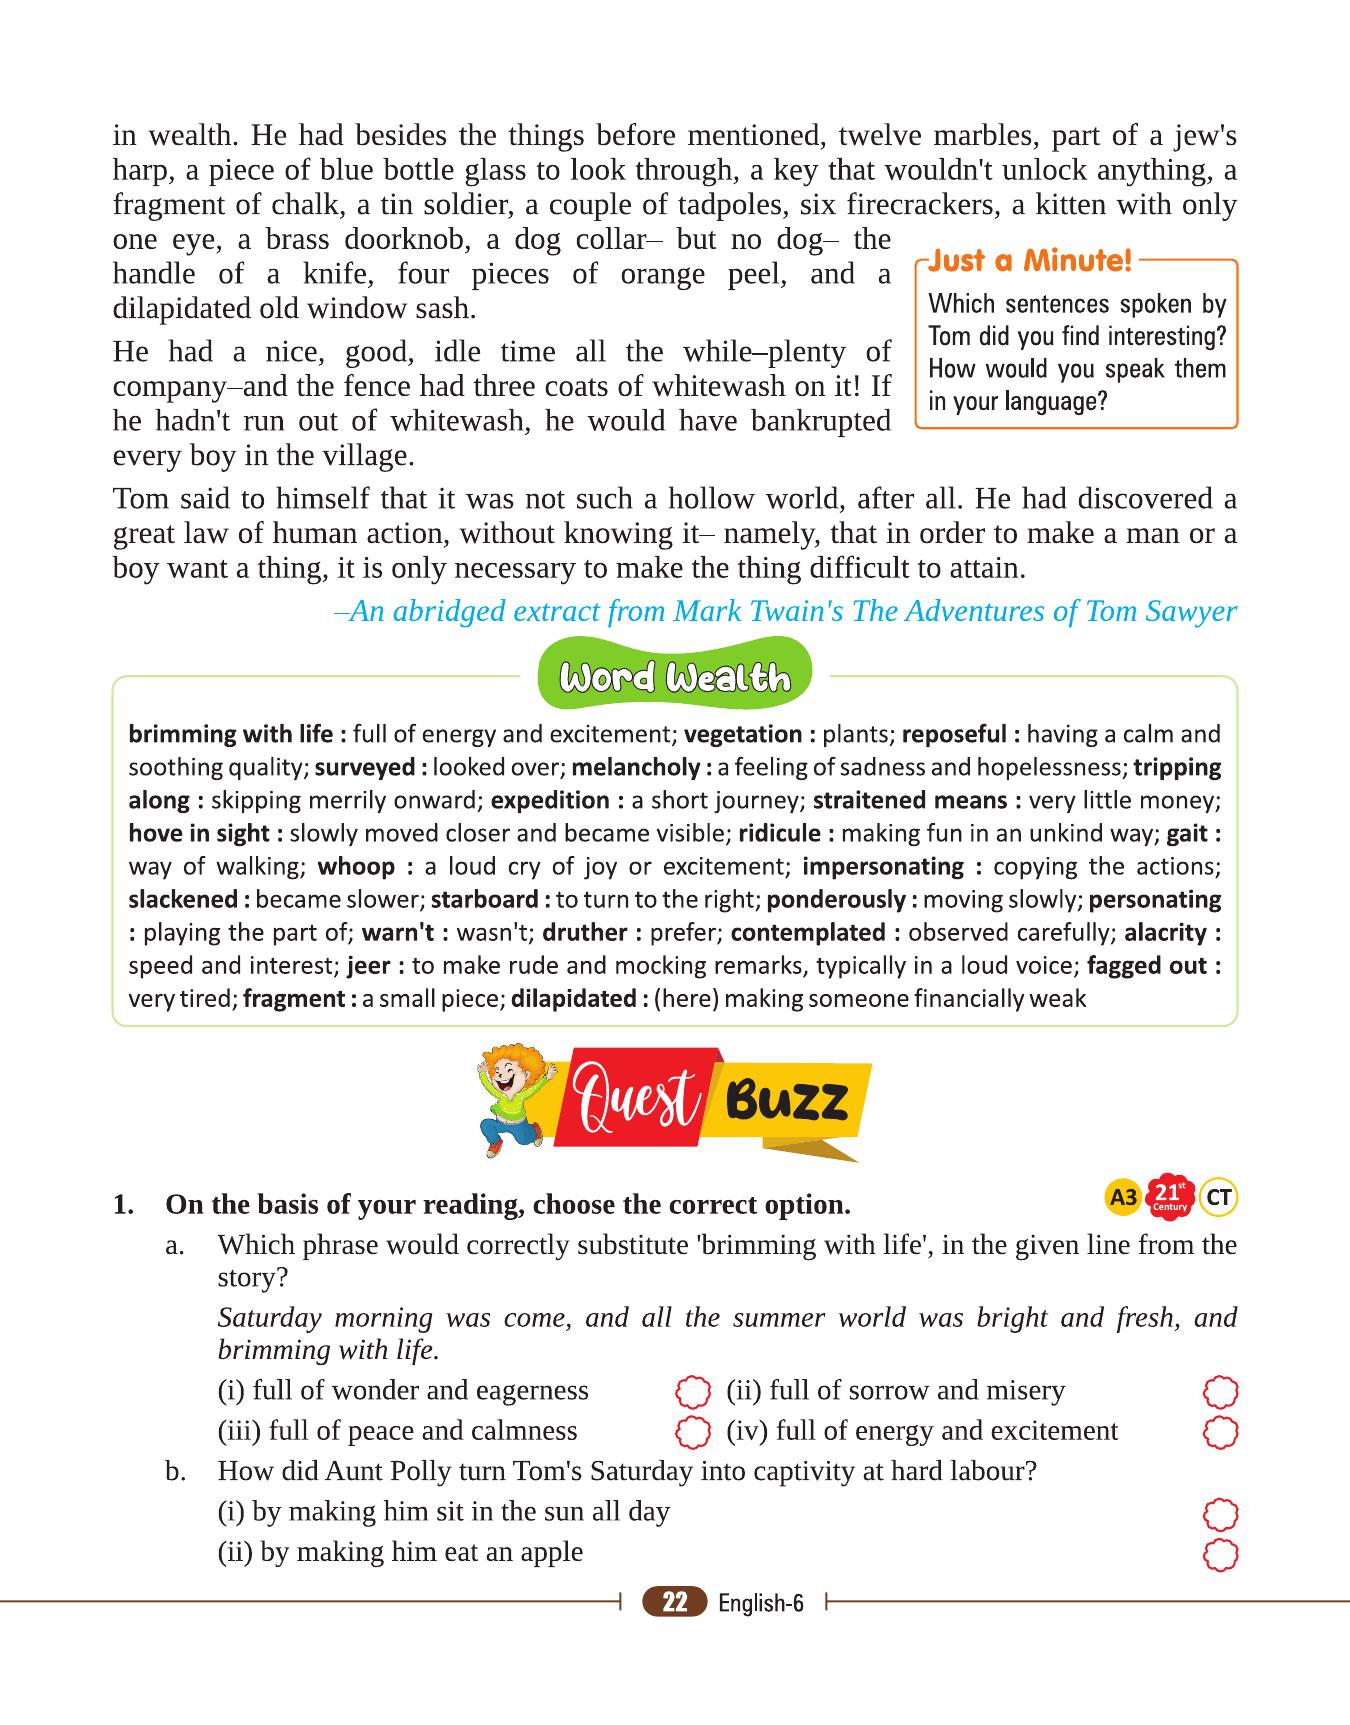 in wealth. He had besides the things before mentioned, twelve marbles, part of a jew's
harp, a piece of blue bottle glass to look through, a key that wouldn't unlock anything, a
fragment of chalk, a tin soldier, a couple of tadpoles, six firecrackers, a kitten with only
one eye, a brass doorknob, a dog collar– but no dog– the
handle of a knife, four pieces of orange peel, and a
dilapidated old window sash.
He had a nice, good, idle time all the while–plenty of
company–and the fence had three coats of whitewash on it! If
he hadn't run out of whitewash, he would have bankrupted
every boy in the village.
Just a Minute!
Which sentences spoken by
Tom did you find interesting?
How would you speak them
in your language?
Tom said to himself that it was not such a hollow world, after all. He had discovered a
great law of human action, without knowing it– namely, that in order to make a man or a
boy want a thing, it is only necessary to make the thing difficult to attain.
–An abridged extract from Mark Twain's The Adventures of Tom Sawyer
Word Wealth
brimming with life : full of energy and excitement; vegetation : plants; reposeful : having a calm and
soothing quality; surveyed : looked over; melancholy : a feeling of sadness and hopelessness; tripping
along : skipping merrily onward; expedition : a short journey; straitened means : very little money;
hove in sight : slowly moved closer and became visible; ridicule : making fun in an unkind way; gait :
way of walking; whoop : a loud cry of joy or excitement; impersonating : copying the actions;
slackened : became slower; starboard : to turn to the right; ponderously : moving slowly; personating
: playing the part of; warn't : wasn't; druther : prefer; contemplated : observed carefully; alacrity :
speed and interest; jeer : to make rude and mocking remarks, typically in a loud voice; fagged out :
very tired; fragment : a small piece; dilapidated : (here) making someone financially weak
Quest Buzz
1. On the basis of your reading, choose the correct option. A3 21st Century CT
a. Which phrase would correctly substitute 'brimming with life', in the given line from the
story?
Saturday morning was come, and all the summer world was bright and fresh, and
brimming with life.
(i) full of wonder and eagerness (ii) full of sorrow and misery
(iii) full of peace and calmness (iv) full of energy and excitement
b. How did Aunt Polly turn Tom's Saturday into captivity at hard labour?
(i) by making him sit in the sun all day
(ii) by making him eat an apple
22 English-6